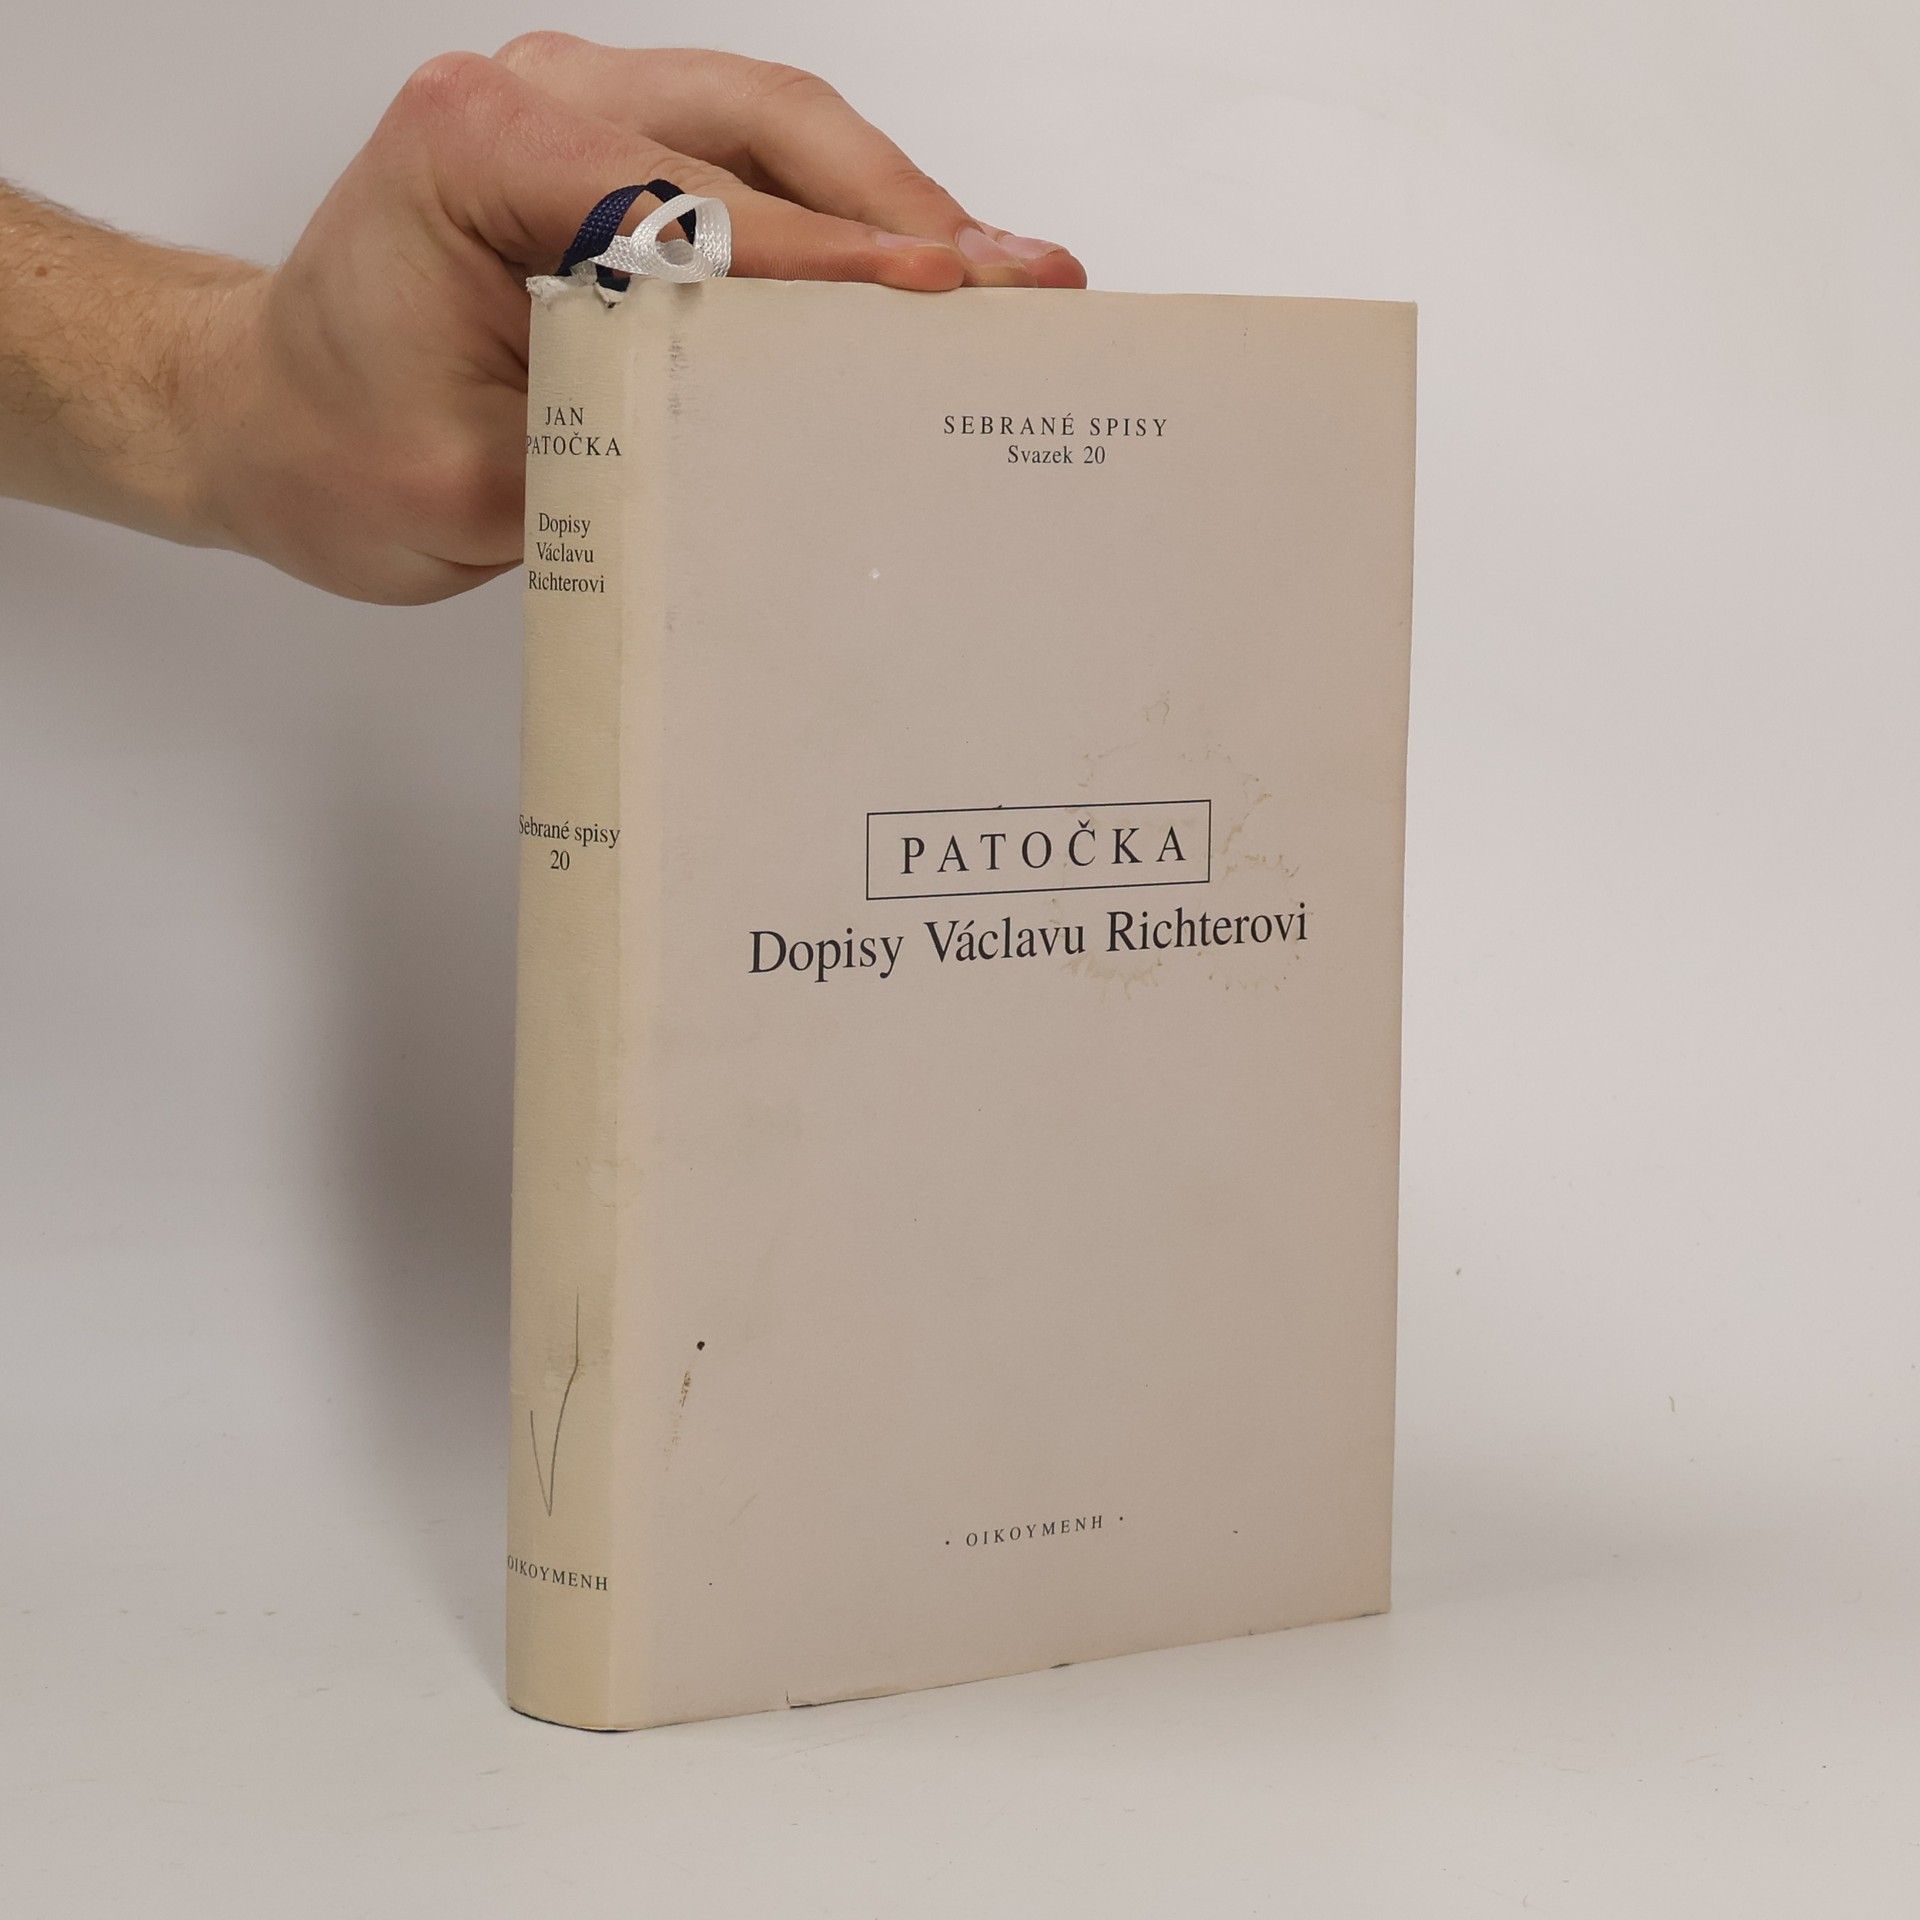 JAN
PATOČKA
Dopisy
Václavu
Richterovi
Sebrané spisy
20
OIKOYMENH
SEBRANÉ SPISY
Svazek 20
PATOČKA
Dopisy Václavu Richterovi
· OIKOYMENH ·